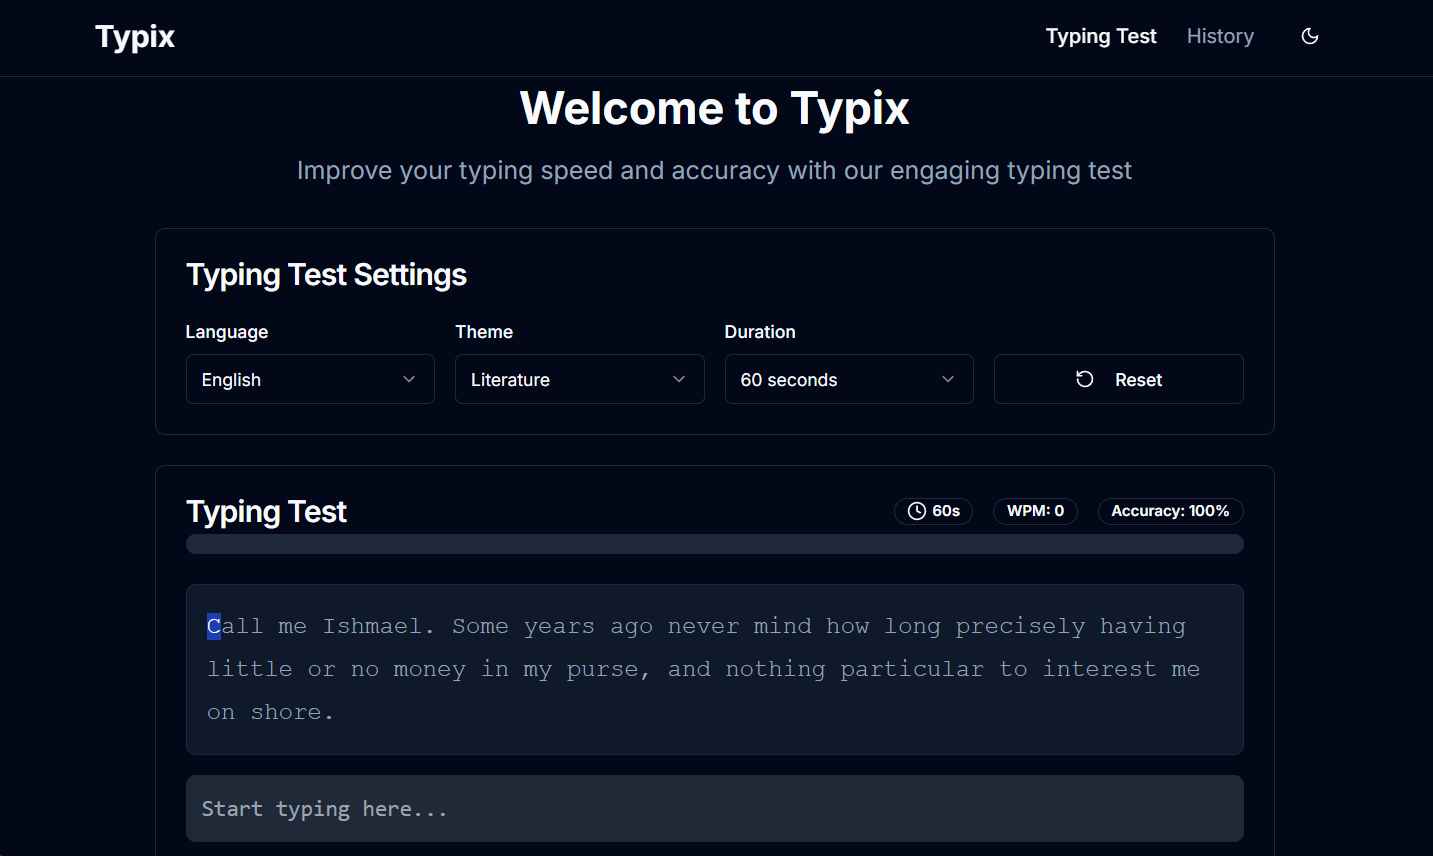 Typix
Typing Test
History
Welcome to Typix
Improve your typing speed and accuracy with our engaging typing test
Typing Test Settings
Language
Theme
Duration
English
Literature
60 seconds
Reset
Typing Test
60s
WPM: 0
Accuracy: 100%
Call me Ishmael. Some years ago never mind how long precisely having
little or no money in my purse, and nothing particular to interest me
on shore.
Start typing here...